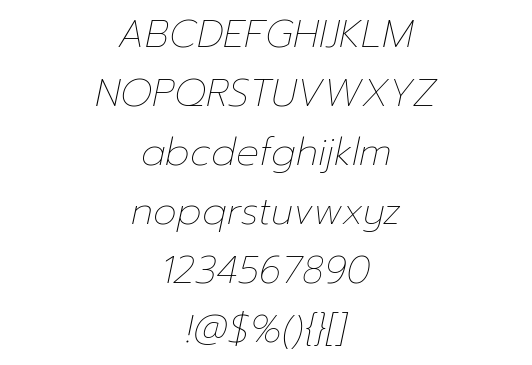 ABCDEFGHIJKLM
NOPQRSTUVWXYZ
abcdefghijklm
nopqrstuvwxyz
1234567890
!@$%(){}[]